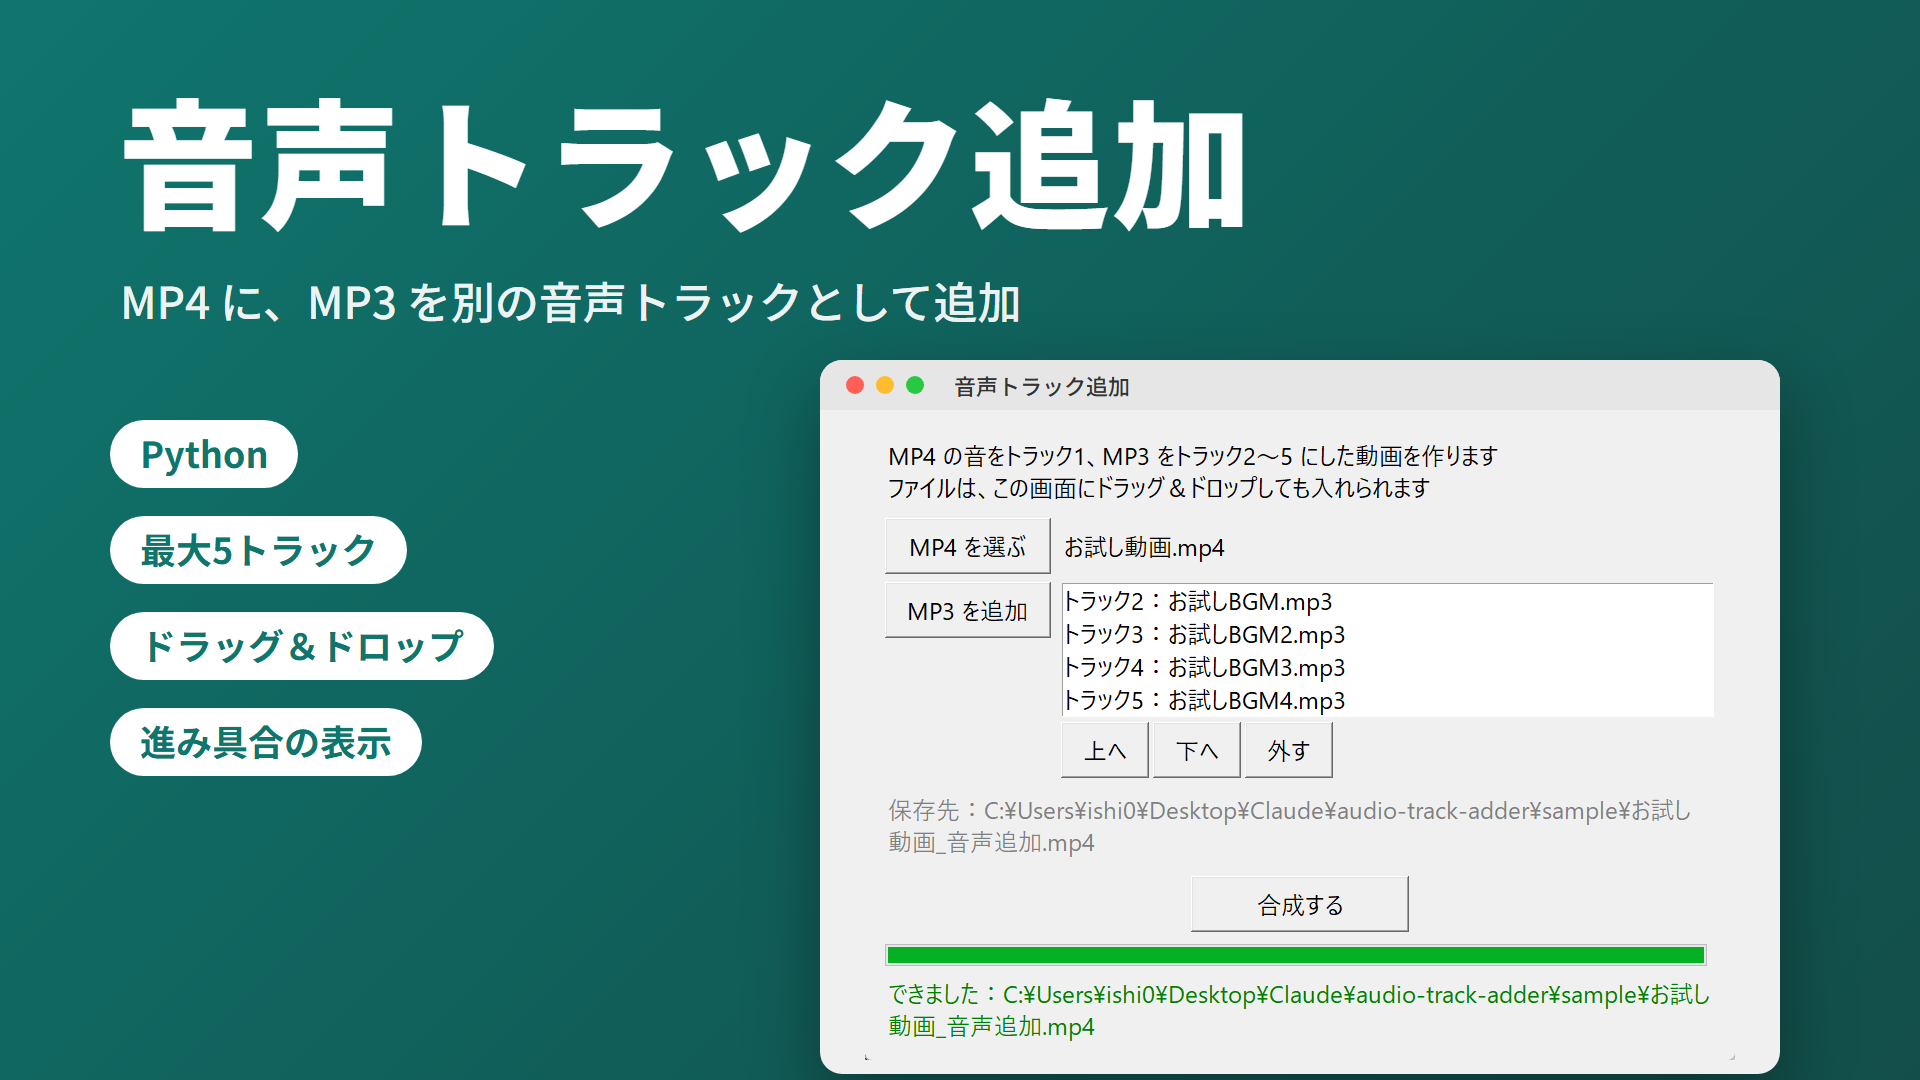 音声トラック追加
MP4 に、MP3 を別の音声トラックとして追加
Python
最大5トラック
ドラッグ＆ドロップ
進み具合の表示
音声トラック追加
MP4 の音をトラック1、MP3 をトラック2～5 にした動画を作ります
ファイルは、この画面にドラッグ＆ドロップしても入れられます
MP4 を選ぶ
お試し動画.mp4
MP3 を追加
トラック2：お試しBGM.mp3
トラック3：お試しBGM2.mp3
トラック4：お試しBGM3.mp3
トラック5：お試しBGM4.mp3
上へ
下へ
外す
保存先：C:¥Users¥ishi0¥Desktop¥Claude¥audio-track-adder¥sample¥お試し
動画_音声追加.mp4
合成する
できました：C:¥Users¥ishi0¥Desktop¥Claude¥audio-track-adder¥sample¥お試し
動画_音声追加.mp4